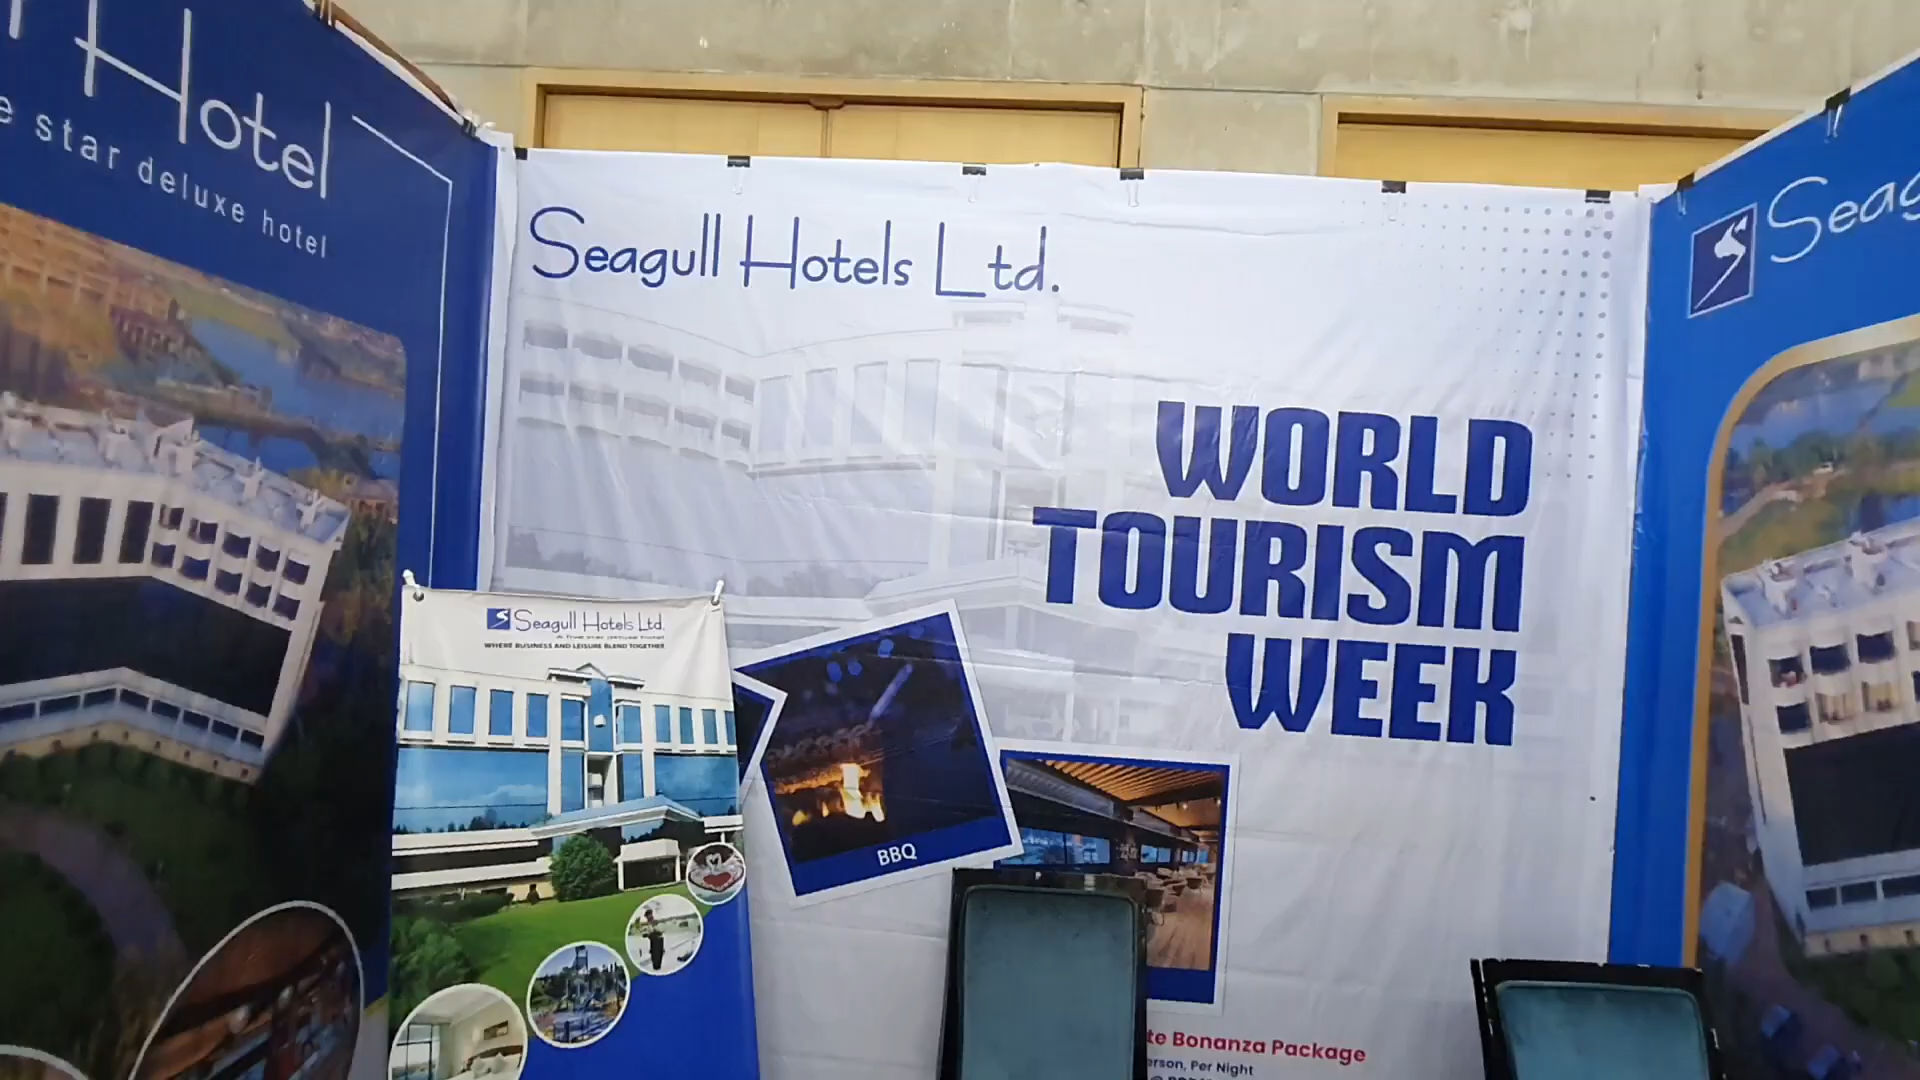 Hotel
star deluxe hotel
Seagull Hotels Ltd.
WORLD
TOURISM
WEEK
Seagull Hotels Ltd.
WHERE BUSINESS AND LEISURE BLEND TOGETHER
BBQ
Bonanza Package
Per Night